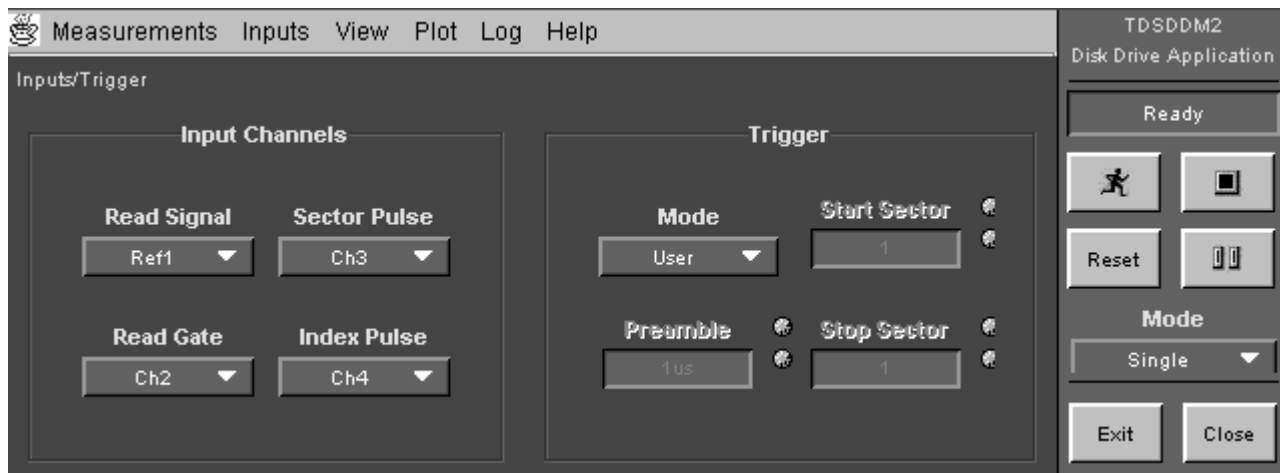 Measurements Inputs View Plot Log Help
Inputs/Trigger
Input Channels
Read Signal Sector Pulse
Ref1 Ch3
Read Gate Index Pulse
Ch2 Ch4
Trigger
Mode Start Sector
User 1
Preamble Stop Sector
1us 1
TDSDDM2
Disk Drive Application
Ready
Reset
Mode
Single
Exit Close